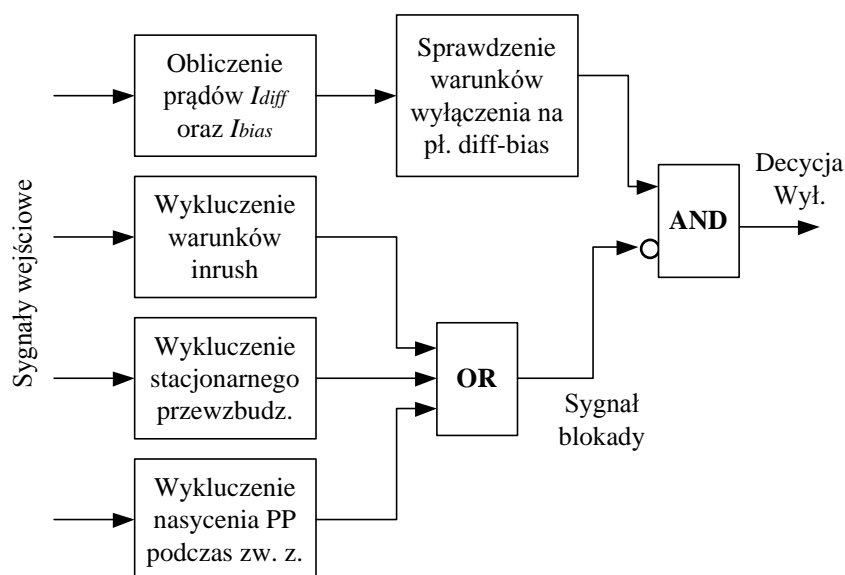 Sygnały wejściowe
Obliczenie
prądów Idiff
oraz Ibias
Sprawdzenie
warunków
wyłączenia na
pł. diff-bias
Wykluczenie
warunków
inrush
Wykluczenie
stacjonarnego
przewzbudz.
Wykluczenie
nasycenia PP
podczas zw. z.
OR
Sygnał
blokady
AND
Decycja
Wył.